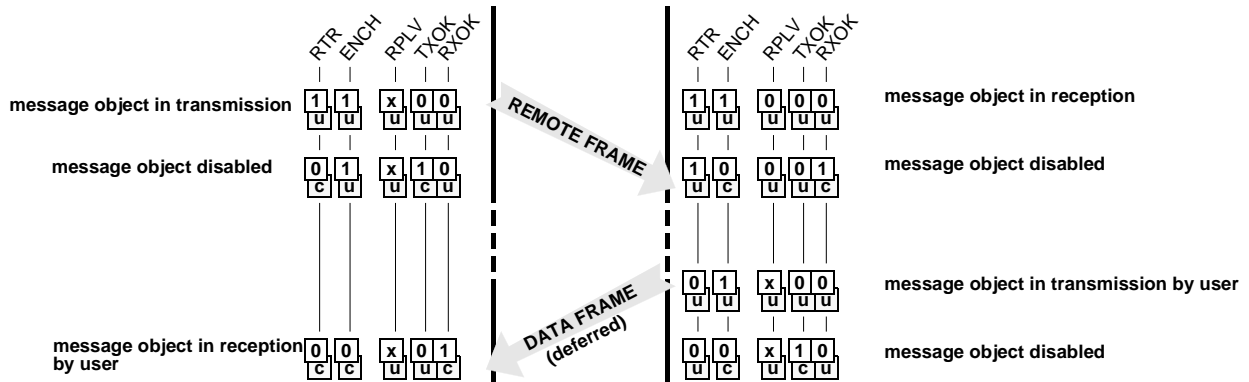 RTR ENCH RPLV TXOK RXOK
RTR ENCH RPLV TXOK RXOK
message object in transmission 1 1 x 0 0
u u u u u
REMOTE FRAME
1 1 0 0 0 message object in reception
u u u u u
message object disabled 0 1 x 1 0
c u u c u
1 0 0 0 1 message object disabled
u c u u c
0 1 x 0 0 message object in transmission by user
u u u u u
DATA FRAME
(deferred)
message object in reception
by user
0 0 x 0 1
c c u u c
0 0 x 1 0 message object disabled
u c u c u